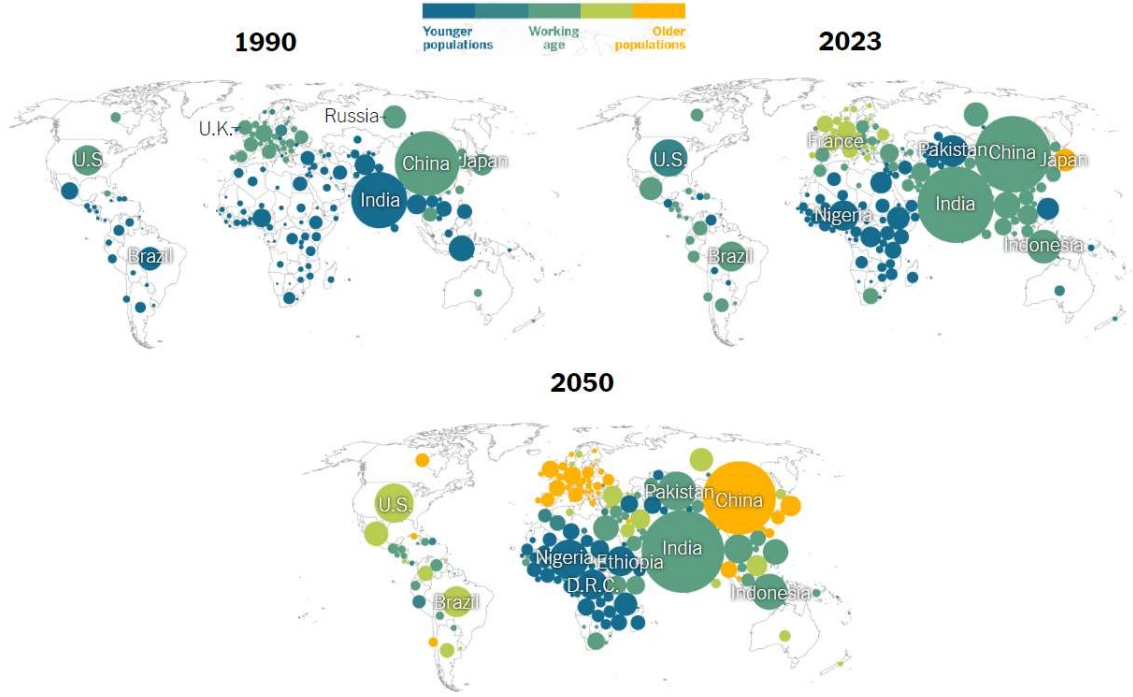 Younger populations
Working age
Older populations
1990
U.K.
Russia
U.S.
China
Japan
India
Brazil
2023
U.S.
France
Pakistan
China
Japan
Nigeria
India
Brazil
Indonesia
2050
U.S.
Pakistan
China
Nigeria
Ethiopia
India
D.R.C.
Brazil
Indonesia